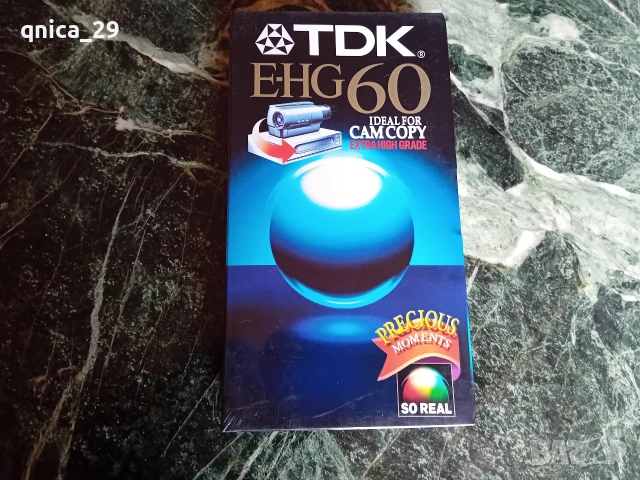 qnica_29
TDK®
E-HG60
IDEAL FOR
CAM COPY
EXTRA HIGH GRADE
PRECIOUS
MOMENTS
SO REAL